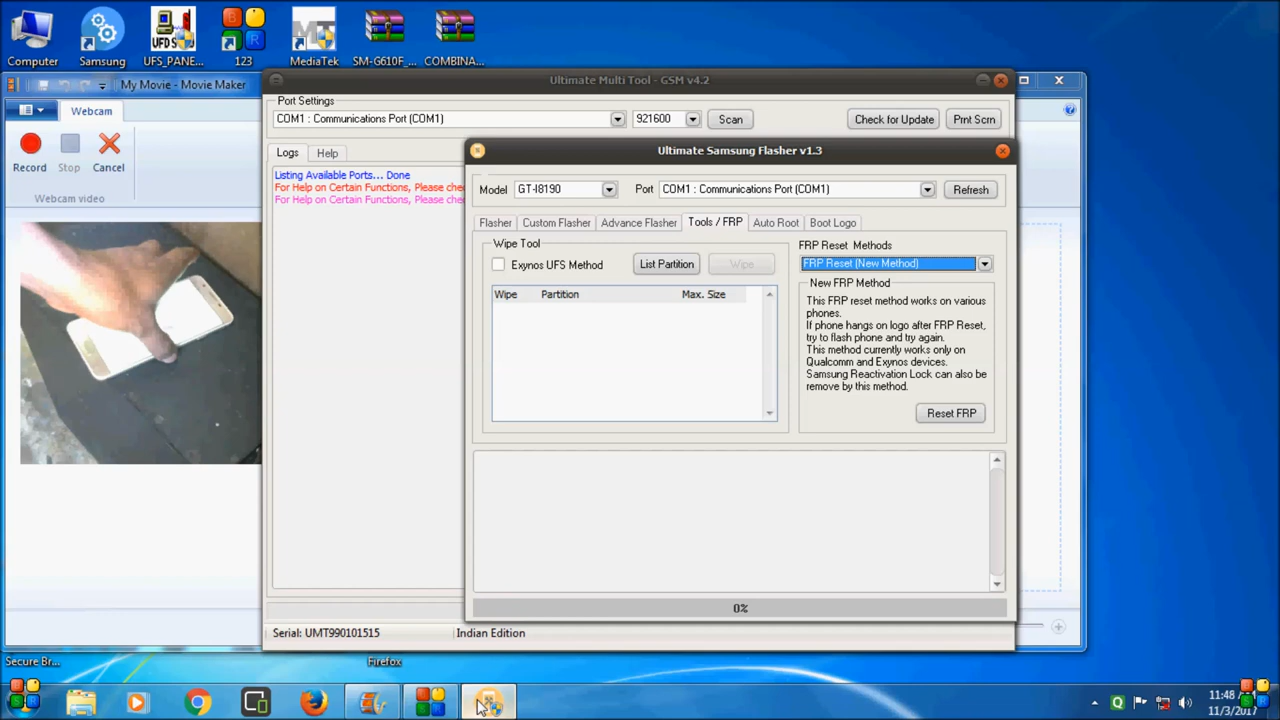 Computer
Samsung
UFS_PANE...
123
MediaTek
SM-G610F_...
COMBINA...
My Movie - Movie Maker
Webcam
Record
Stop
Cancel
Webcam video
Ultimate Multi Tool - GSM v4.2
Port Settings
COM1 : Communications Port (COM1)
921600
Scan
Check for Update
Prnt Scrn
Logs
Help
Listing Available Ports... Done
For Help on Certain Functions, Please chec
For Help on Certain Functions, Please chec
Ultimate Samsung Flasher v1.3
Model
GT-I8190
Port
COM1 : Communications Port (COM1)
Refresh
Flasher
Custom Flasher
Advance Flasher
Tools / FRP
Auto Root
Boot Logo
Wipe Tool
Exynos UFS Method
List Partition
Wipe
Wipe
Partition
Max. Size
FRP Reset Methods
FRP Reset (New Method)
New FRP Method
This FRP reset method works on various
phones.
If phone hangs on logo after FRP Reset,
try to flash phone and try again.
This method currently works only on
Qualcomm and Exynos devices.
Samsung Reactivation Lock can also be
remove by this method.
Reset FRP
0%
Serial: UMT990101515
Indian Edition
Secure Br...
Firefox
11:48
11/3/2017